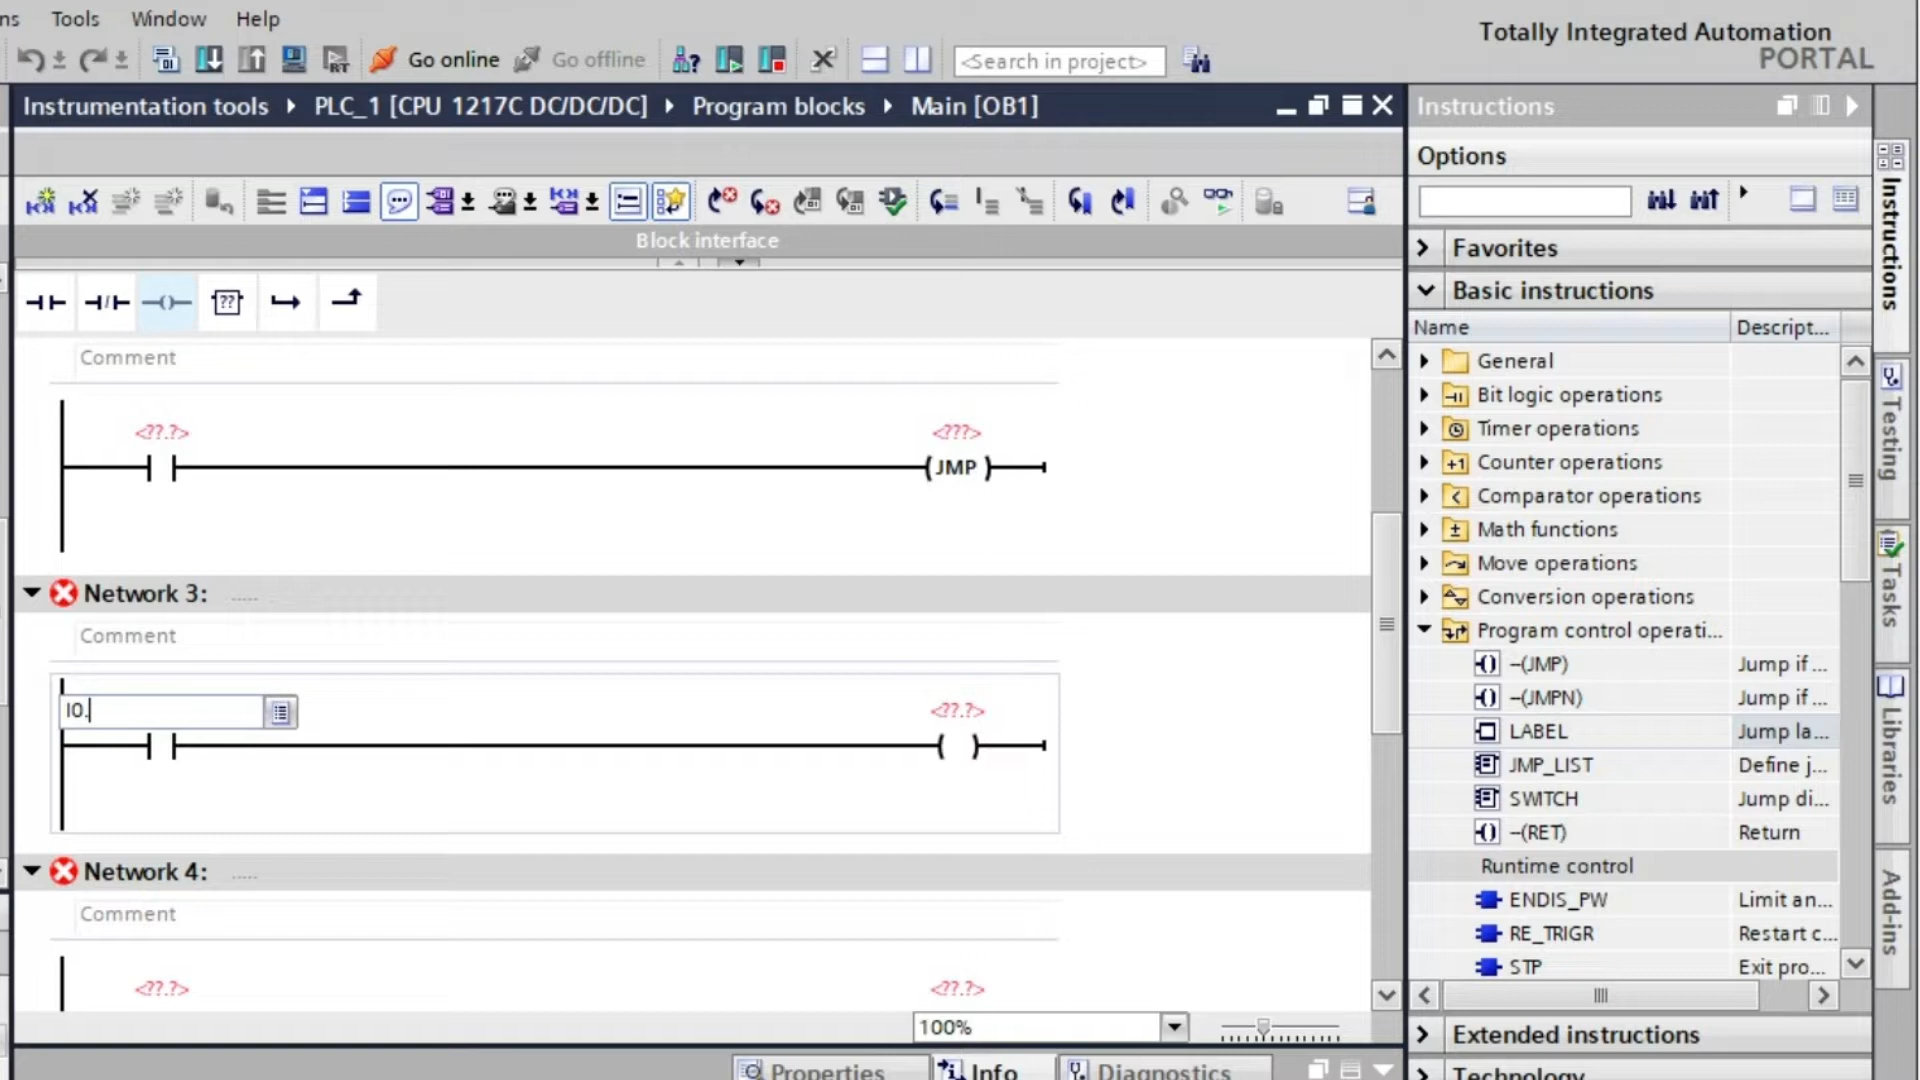 ns Tools Window Help
Totally Integrated Automation
PORTAL
Go online Go offline <Search in project>
Instrumentation tools PLC_1 [CPU 1217C DC/DC/DC] Program blocks Main [OB1]
Instructions
Options
Block interface
Favorites
Basic instructions
Name Descript...
General
Bit logic operations
Timer operations
Counter operations
Comparator operations
Math functions
Move operations
Conversion operations
Program control operati...
-(JMP) Jump if ...
-(JMPN) Jump if ...
LABEL Jump la...
JMP_LIST Define j...
SWITCH Jump di...
-(RET) Return
Runtime control
ENDIS_PW Limit an...
RE_TRIGR Restart c...
STP Exit pro...
Extended instructions
Technology
Instructions
Testing
Tasks
Libraries
Add-ins
??
Comment
<??.?> <???>
JMP
Network 3: .....
Comment
I0.
<??.?>
Network 4: .....
Comment
<??.?> <??.?>
100%
Properties Info Diagnostics